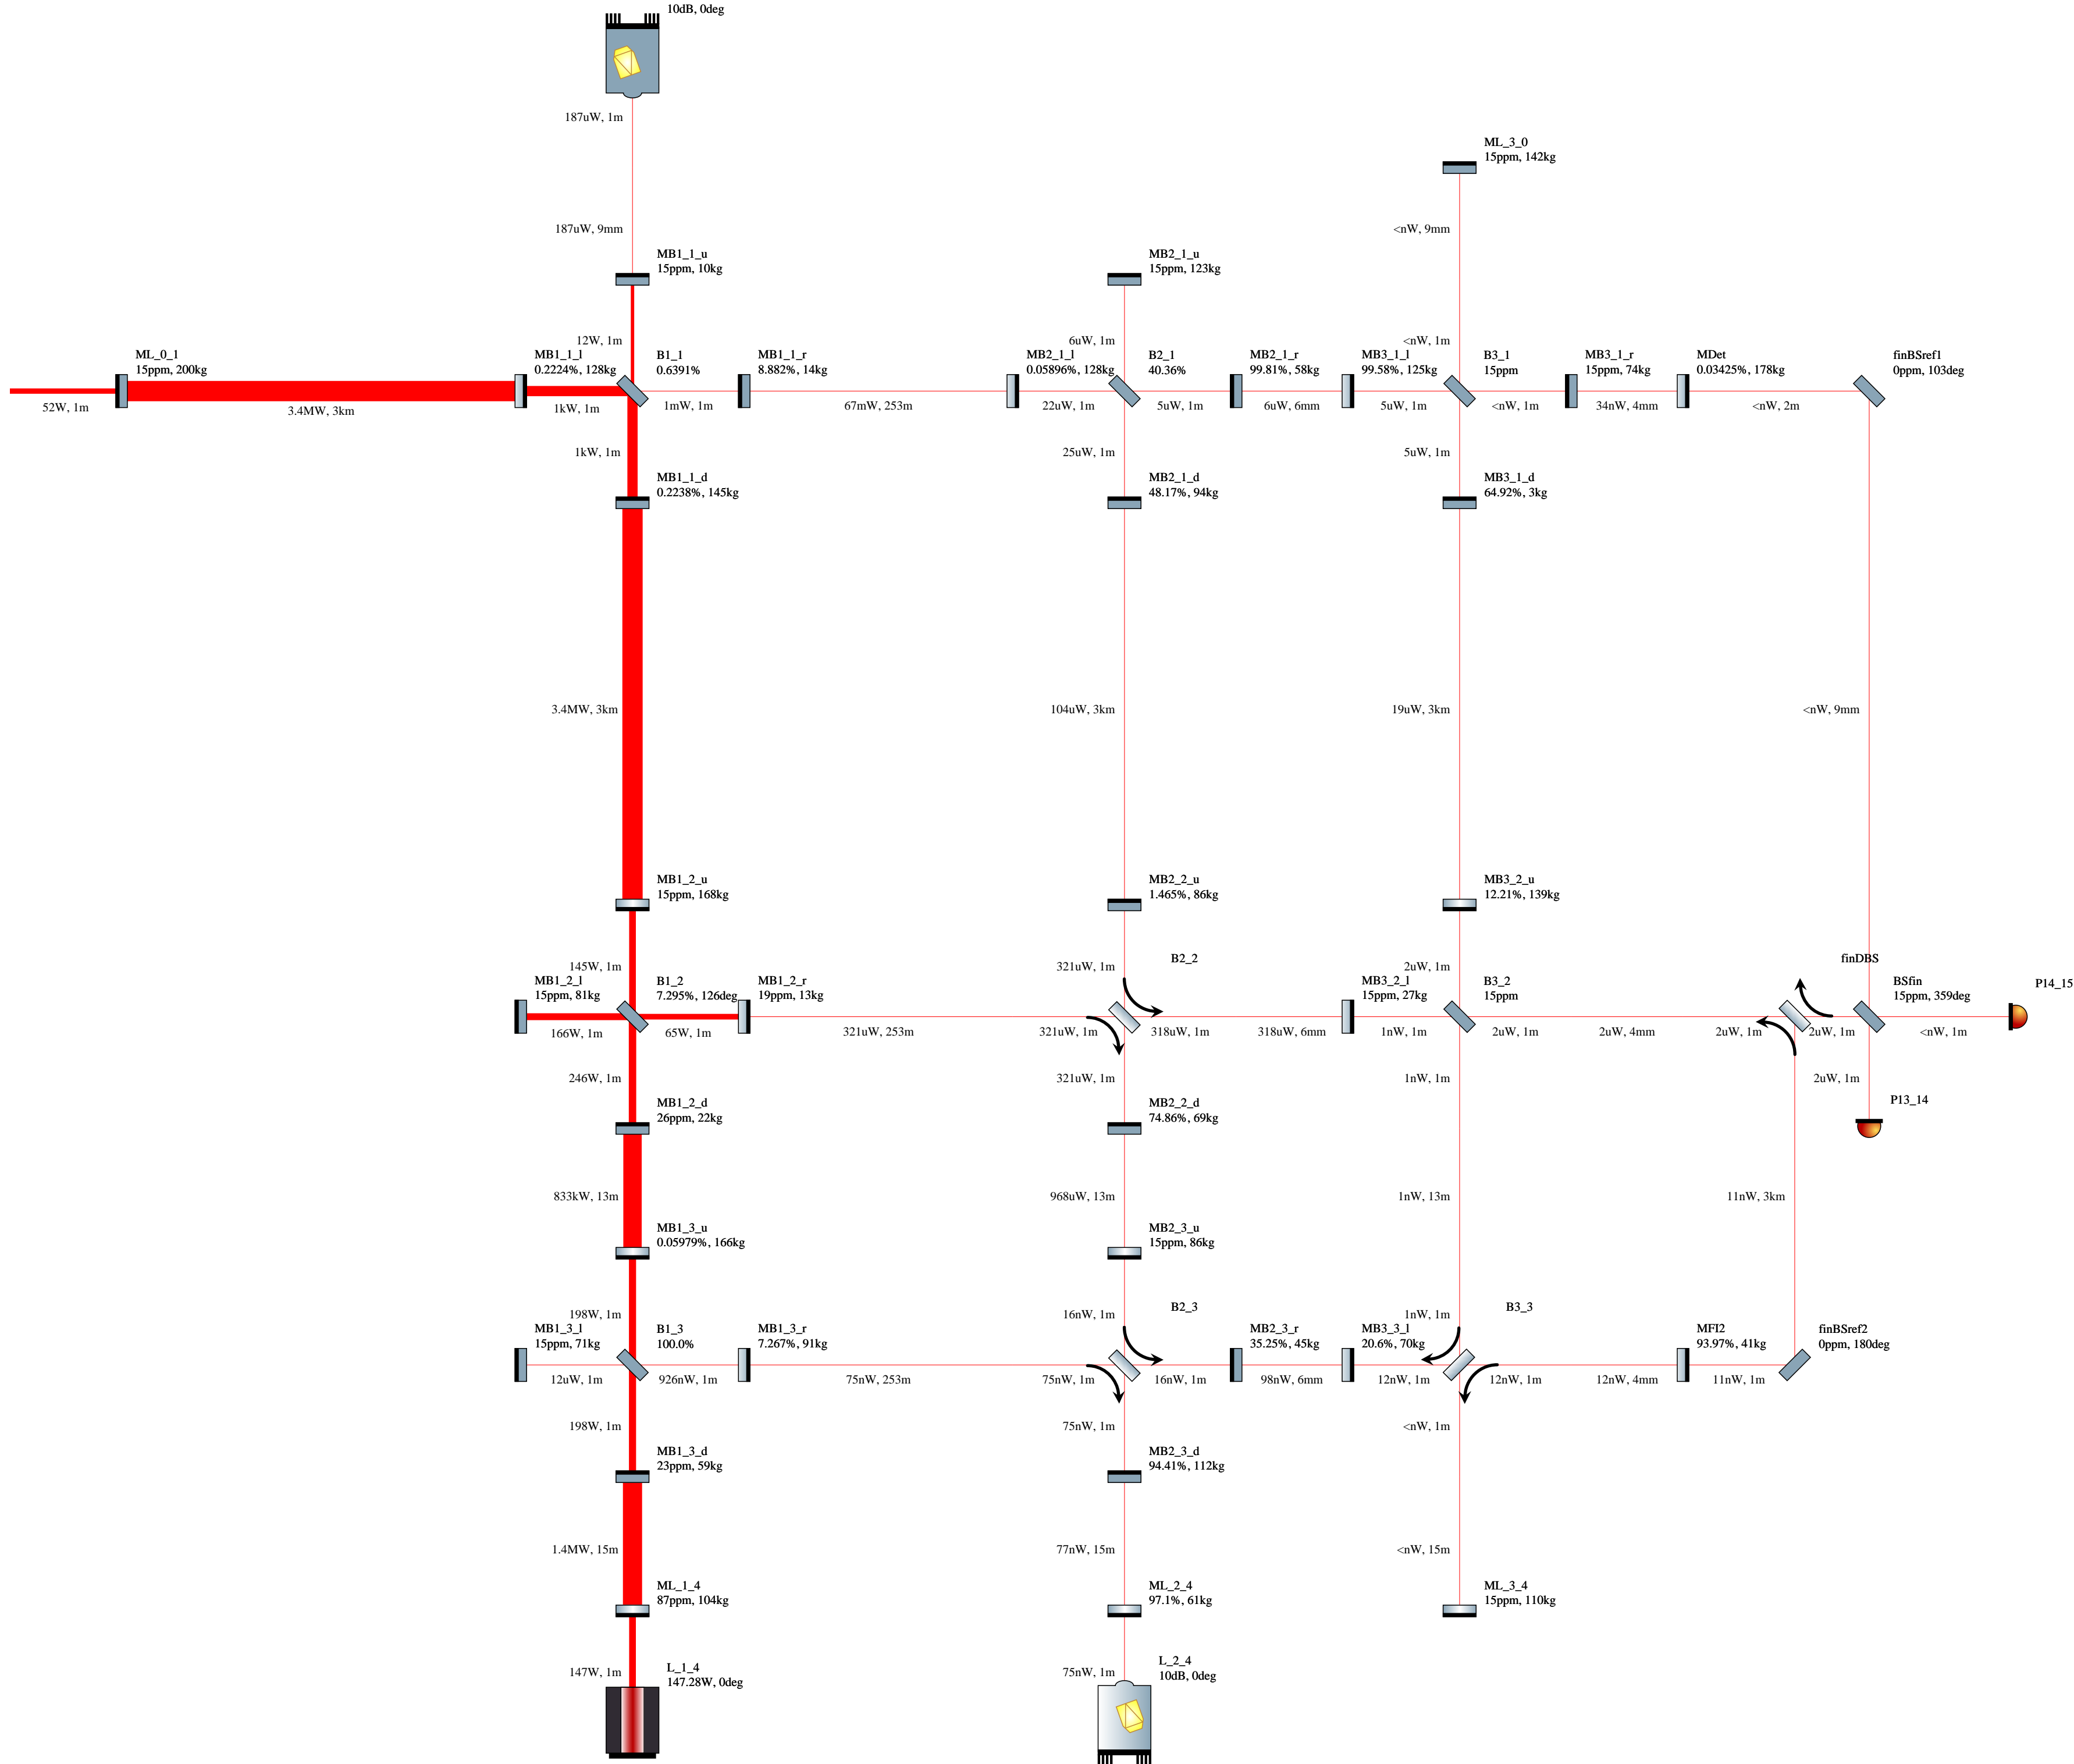 10dB, 0deg
187uW, 1m
ML_3_0
15ppm, 142kg
187uW, 9mm
<nW, 9mm
MB1_1_u
15ppm, 10kg
MB2_1_u
15ppm, 123kg
12W, 1m
6uW, 1m
<nW, 1m
ML_0_1
15ppm, 200kg
MB1_1_l
0.2224%, 128kg
B1_1
0.6391%
MB1_1_r
8.882%, 14kg
MB2_1_l
0.05896%, 128kg
B2_1
40.36%
MB2_1_r
99.81%, 58kg
MB3_1_l
99.58%, 125kg
B3_1
15ppm
MB3_1_r
15ppm, 74kg
MDet
0.03425%, 178kg
finBSref1
0ppm, 103deg
52W, 1m
3.4MW, 3km
1kW, 1m
1mW, 1m
67mW, 253m
22uW, 1m
5uW, 1m
6uW, 6mm
5uW, 1m
<nW, 1m
34nW, 4mm
<nW, 2m
1kW, 1m
25uW, 1m
5uW, 1m
MB1_1_d
0.2238%, 145kg
MB2_1_d
48.17%, 94kg
MB3_1_d
64.92%, 3kg
3.4MW, 3km
104uW, 3km
19uW, 3km
<nW, 9mm
MB1_2_u
15ppm, 168kg
MB2_2_u
1.465%, 86kg
MB3_2_u
12.21%, 139kg
145W, 1m
321uW, 1m
B2_2
2uW, 1m
finDBS
MB1_2_l
15ppm, 81kg
B1_2
7.295%, 126deg
MB1_2_r
19ppm, 13kg
MB3_2_l
15ppm, 27kg
B3_2
15ppm
BSfin
15ppm, 359deg
P14_15
166W, 1m
65W, 1m
321uW, 253m
321uW, 1m
318uW, 1m
318uW, 6mm
1nW, 1m
2uW, 1m
2uW, 4mm
2uW, 1m
2uW, 1m
<nW, 1m
246W, 1m
321uW, 1m
1nW, 1m
2uW, 1m
MB1_2_d
26ppm, 22kg
MB2_2_d
74.86%, 69kg
P13_14
833kW, 13m
968uW, 13m
1nW, 13m
11nW, 3km
MB1_3_u
0.05979%, 166kg
MB2_3_u
15ppm, 86kg
198W, 1m
16nW, 1m
B2_3
1nW, 1m
B3_3
MB1_3_l
15ppm, 71kg
B1_3
100.0%
MB1_3_r
7.267%, 91kg
MB2_3_r
35.25%, 45kg
MB3_3_l
20.6%, 70kg
MFI2
93.97%, 41kg
finBSref2
0ppm, 180deg
12uW, 1m
926nW, 1m
75nW, 253m
75nW, 1m
16nW, 1m
98nW, 6mm
12nW, 1m
12nW, 1m
12nW, 4mm
11nW, 1m
198W, 1m
75nW, 1m
<nW, 1m
MB1_3_d
23ppm, 59kg
MB2_3_d
94.41%, 112kg
1.4MW, 15m
77nW, 15m
<nW, 15m
ML_1_4
87ppm, 104kg
ML_2_4
97.1%, 61kg
ML_3_4
15ppm, 110kg
147W, 1m
L_1_4
147.28W, 0deg
75nW, 1m
L_2_4
10dB, 0deg